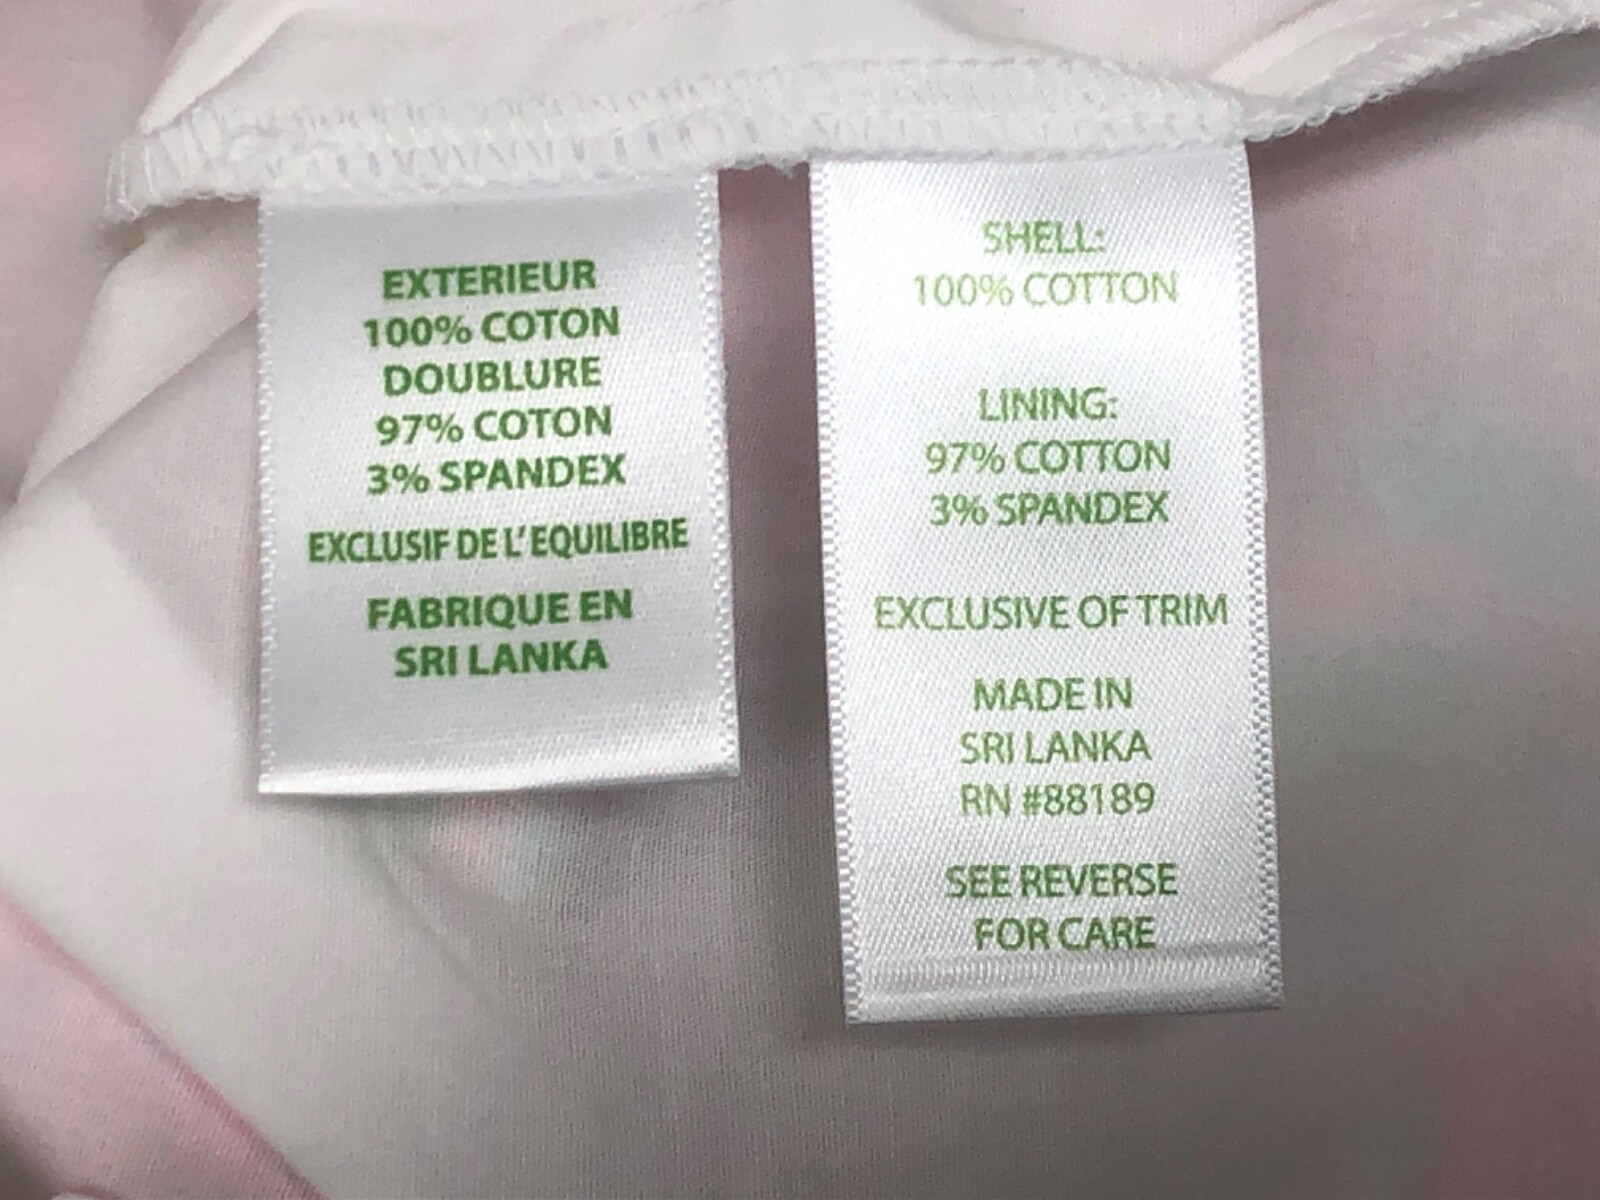 EXTERIEUR
100% COTON
DOUBLURE
97% COTON
3% SPANDEX
EXCLUSIF DE L'EQUILIBRE
FABRIQUE EN
SRI LANKA
SHELL:
100% COTTON
LINING:
97% COTTON
3% SPANDEX
EXCLUSIVE OF TRIM
MADE IN
SRI LANKA
RN #88189
SEE REVERSE
FOR CARE